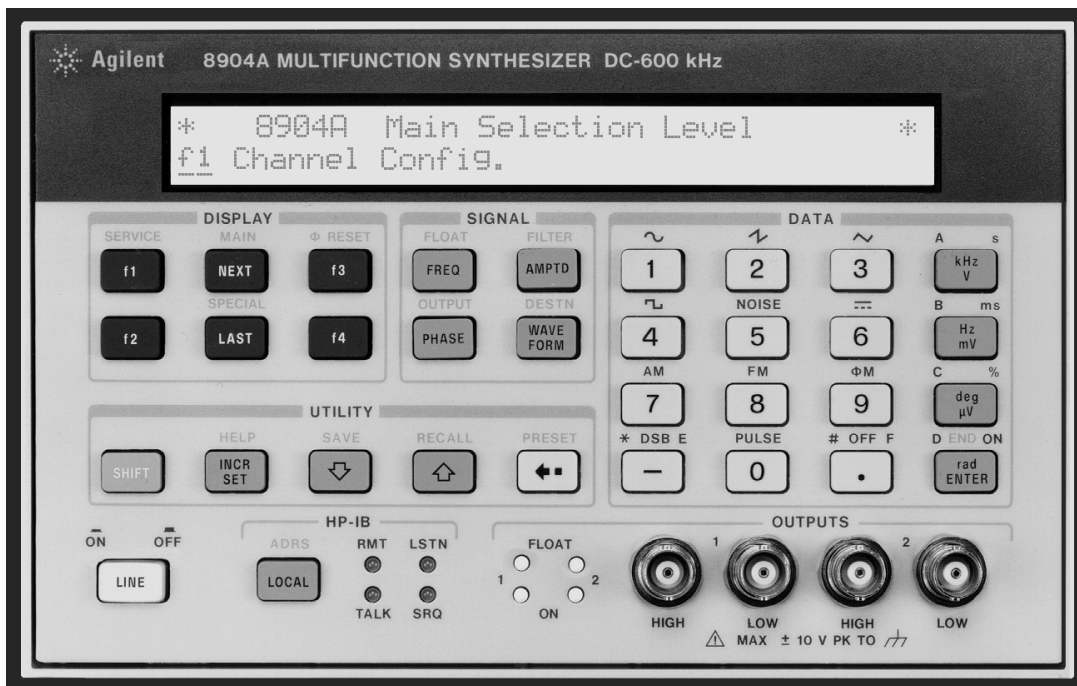 Agilent 8904A MULTIFUNCTION SYNTHESIZER DC-600 kHz
* 8904A Main Selection Level *
f1 Channel Config.
DISPLAY SIGNAL DATA
SERVICE MAIN Φ RESET FLOAT FILTER A s
f1 NEXT f3 FREQ AMPTD 1 2 3 kHz V
SPECIAL OUTPUT DESTN NOISE B ms
f2 LAST f4 PHASE WAVE FORM 4 5 6 Hz mV
AM FM ΦM C %
7 8 9 deg µV
UTILITY
HELP SAVE RECALL PRESET * DSB E PULSE # OFF F D END ON
SHIFT INCR SET − 0 . rad ENTER
HP-IB OUTPUTS
ON OFF ADRS RMT LSTN FLOAT 1 2
LINE LOCAL 1 2
TALK SRQ ON HIGH LOW HIGH LOW
MAX ± 10 V PK TO